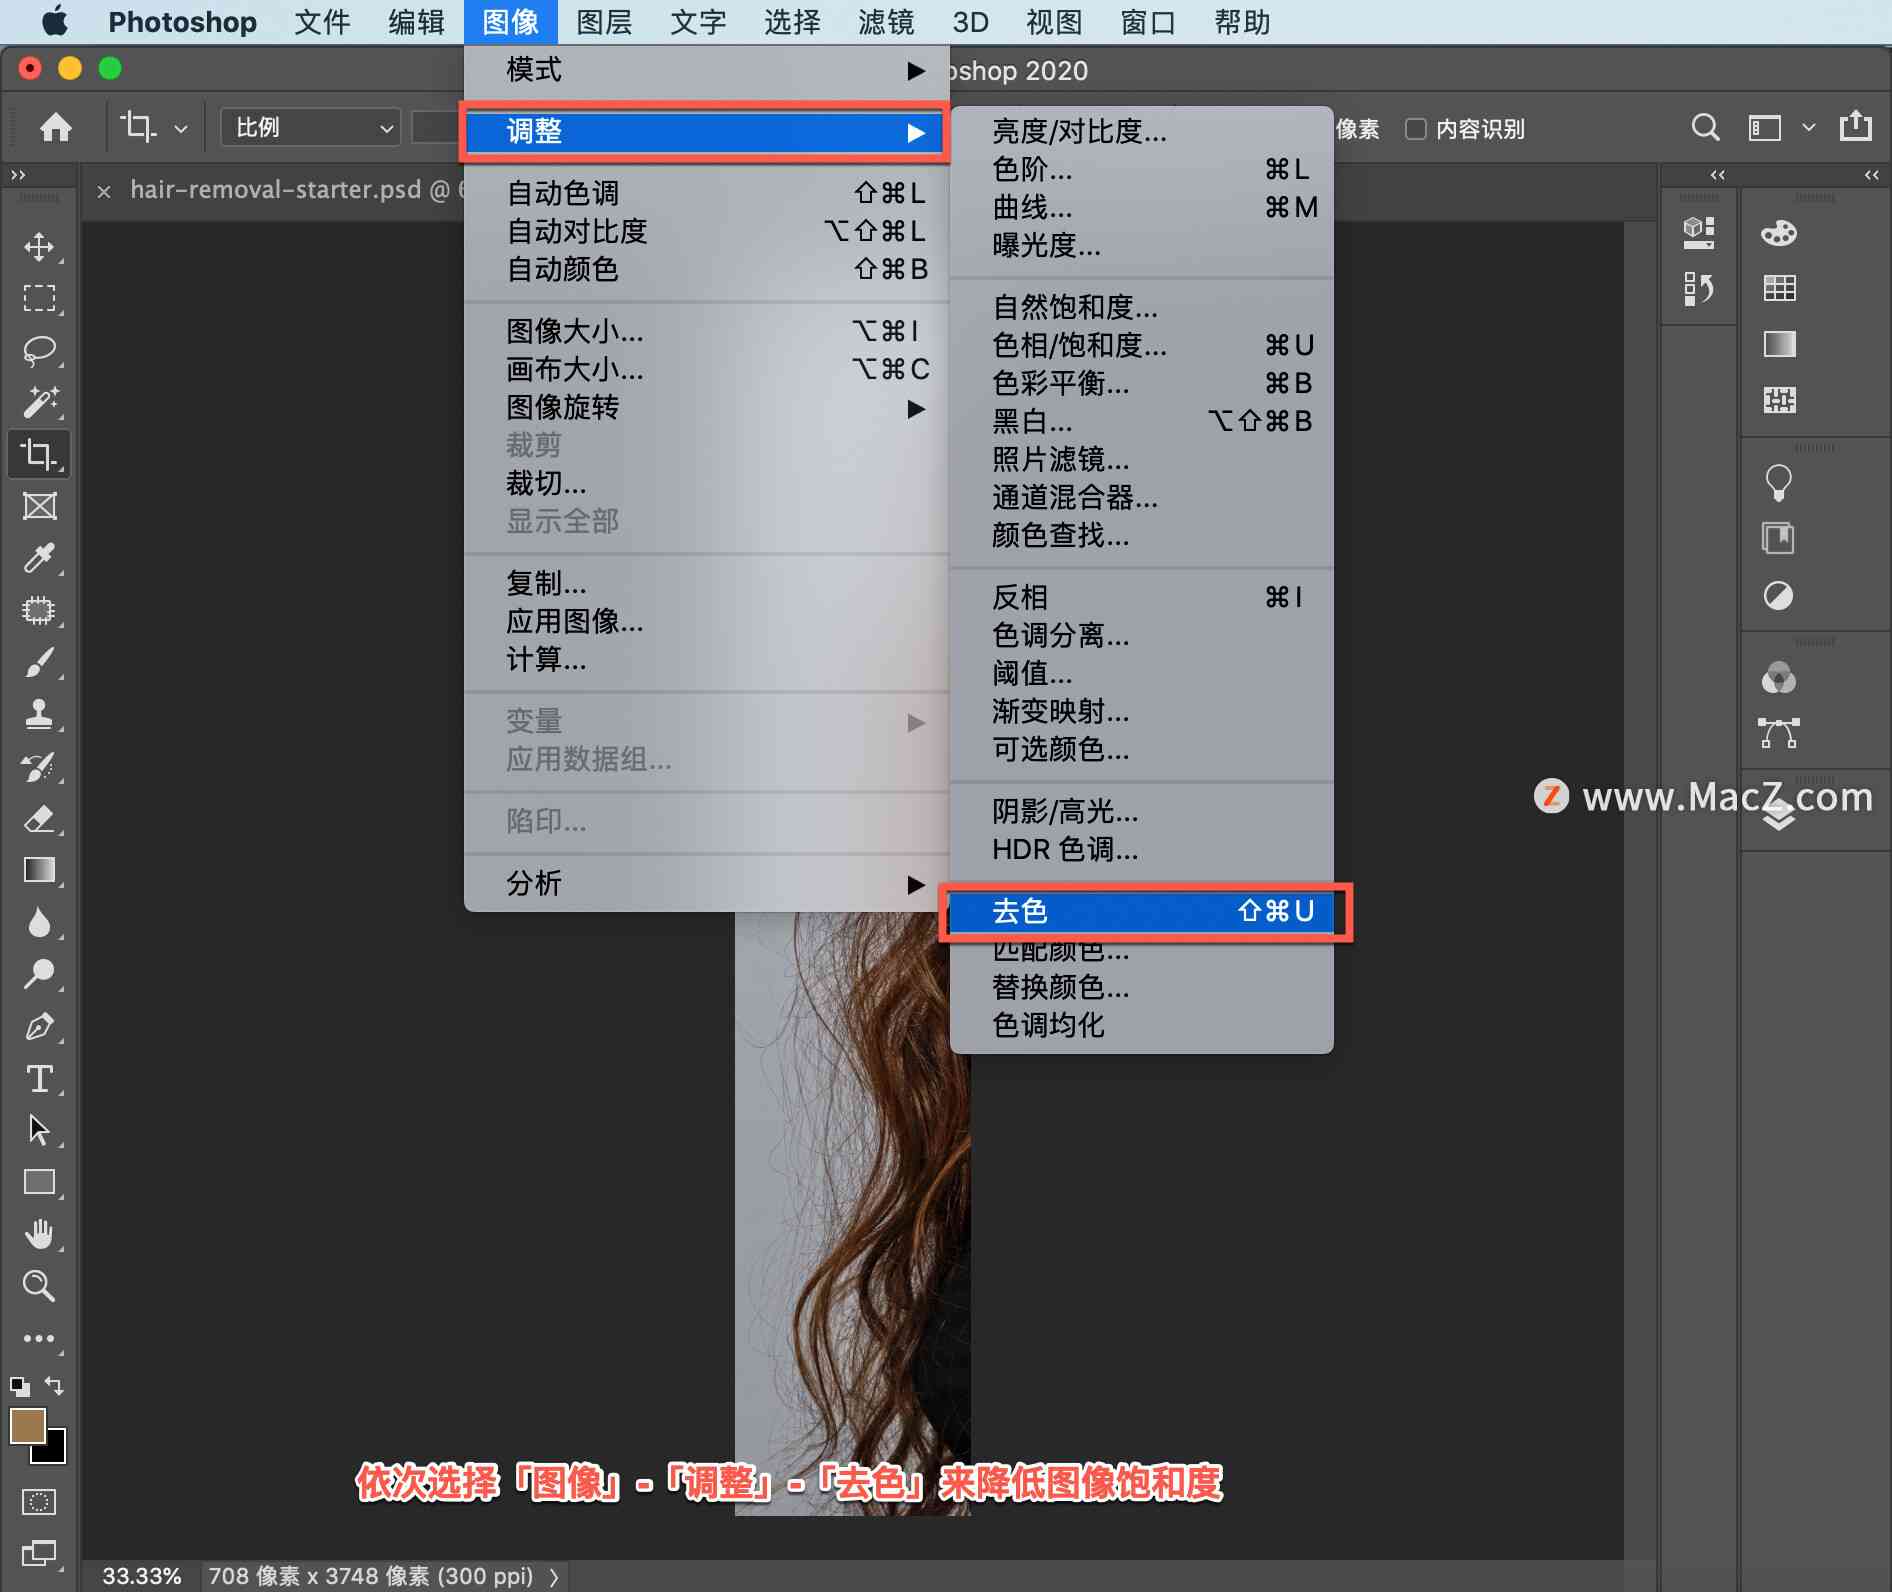 Photoshop 文件 编辑 图像 图层 文字 选择 滤镜 3D 视图 窗口 帮助
oshop 2020
比例
像素 内容识别
× hair-removal-starter.psd @ 6
模式
调整
自动色调 ⇧⌘L
自动对比度 ⌥⇧⌘L
自动颜色 ⇧⌘B
图像大小... ⌥⌘I
画布大小... ⌥⌘C
图像旋转
裁剪
裁切...
显示全部
复制...
应用图像...
计算...
变量
应用数据组...
陷印...
分析
亮度/对比度...
色阶... ⌘L
曲线... ⌘M
曝光度...
自然饱和度...
色相/饱和度... ⌘U
色彩平衡... ⌘B
黑白... ⌥⇧⌘B
照片滤镜...
通道混合器...
颜色查找...
反相 ⌘I
色调分离...
阈值...
渐变映射...
可选颜色...
阴影/高光...
HDR 色调...
去色 ⇧⌘U
匹配颜色...
替换颜色...
色调均化
Z www.MacZ.com
依次选择「图像」-「调整」-「去色」来降低图像饱和度
33.33% 708 像素 x 3748 像素 (300 ppi)